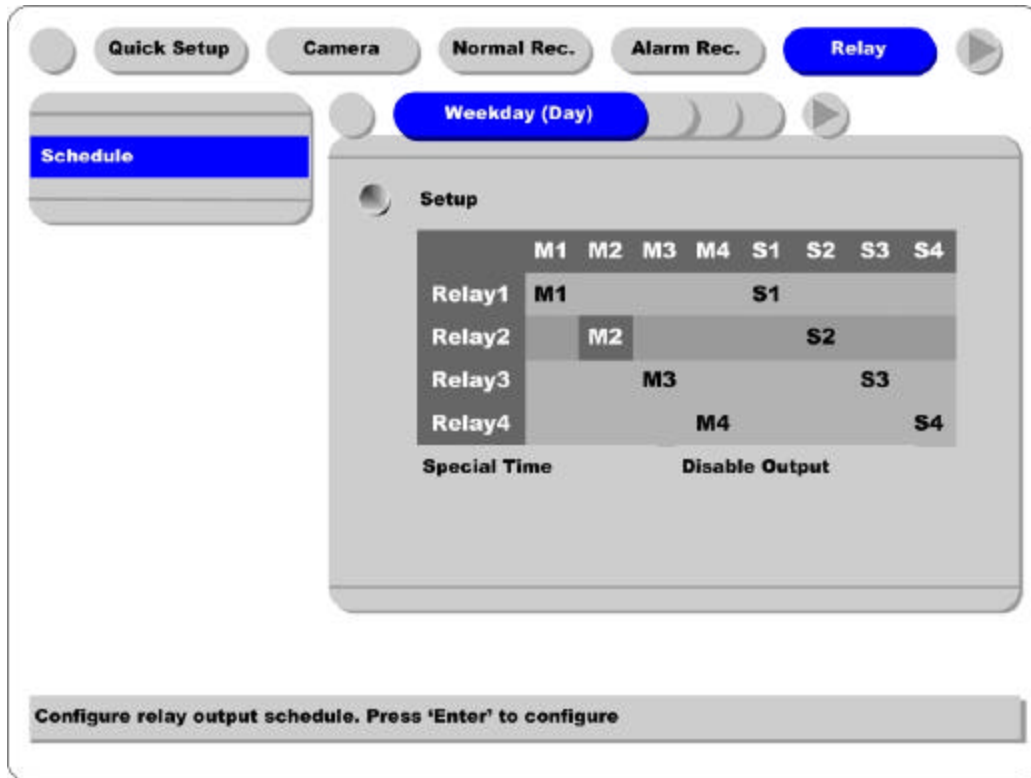 Quick Setup Camera Normal Rec. Alarm Rec. Relay
Weekday (Day)
Schedule
Setup
M1 M2 M3 M4 S1 S2 S3 S4
Relay1 M1 S1
Relay2 M2 S2
Relay3 M3 S3
Relay4 M4 S4
Special Time Disable Output
Configure relay output schedule. Press ‘Enter’ to configure